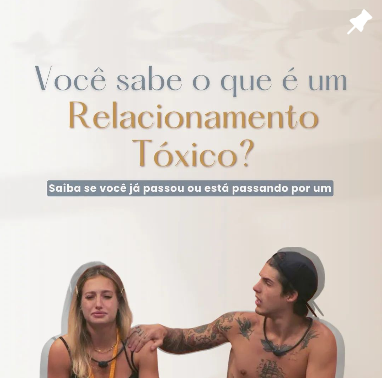 Você sabe o que é um
Relacionamento
Tóxico?
Saiba se você já passou ou está passando por um